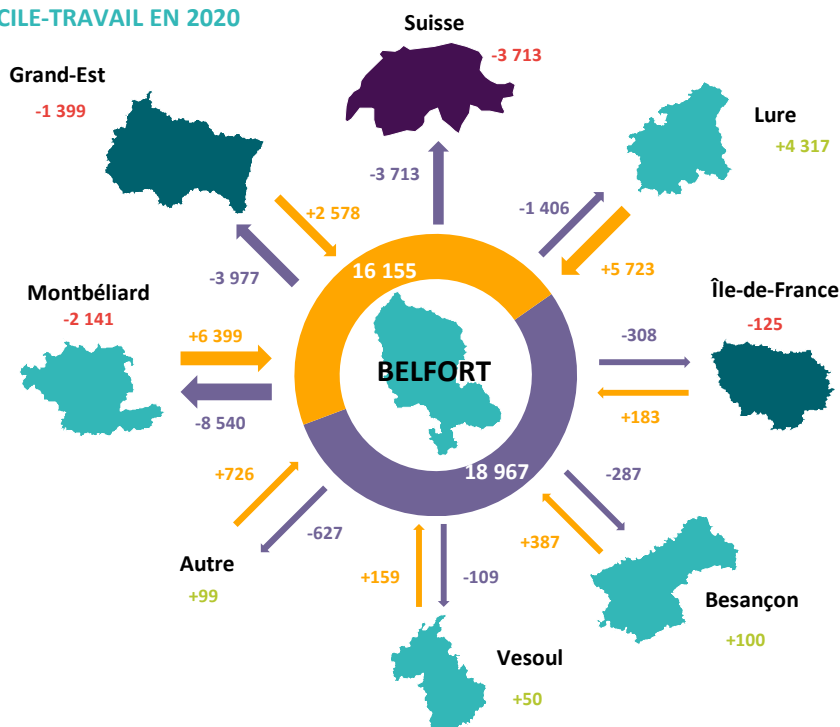 CILE-TRAVAIL EN 2020
Suisse
-3 713
-3 713
Grand-Est
-1 399
+2 578
-3 977
Lure
+4 317
-1 406
+5 723
Montbéliard
-2 141
+6 399
-8 540
16 155
BELFORT
18 967
Île-de-France
-125
-308
+183
Autre
+99
+726
-627
+159
-109
Vesoul
+50
-287
+387
Besançon
+100